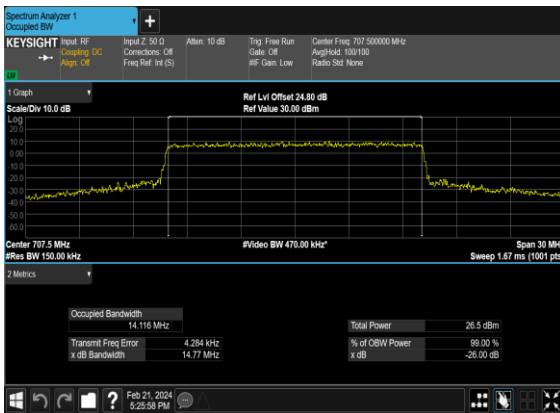 Spectrum Analyzer 1
Occupied BW
+
KEYSIGHT Input: RF Input Z: 50 Ω Atten: 10 dB Trig: Free Run Center Freq: 707.500000 MHz
Coupling: DC Corrections: Off Gate: Off Avg|Hold: 100/100
Align: Off Freq Ref: Int (S) #IF Gain: Low Radio Std: None
LXI
1 Graph
Ref Lvl Offset 24.80 dB
Scale/Div 10.0 dB Ref Value 30.00 dBm
Log
20.0
10.0
0.00
-10.0
-20.0
-30.0
-40.0
-50.0
-60.0
Center 707.5 MHz #Video BW 470.00 kHz* Span 30 MH
#Res BW 150.00 kHz Sweep 1.67 ms (1001 pts
2 Metrics
Occupied Bandwidth
14.116 MHz Total Power 26.5 dBm
Transmit Freq Error 4.284 kHz % of OBW Power 99.00 %
x dB Bandwidth 14.77 MHz x dB -26.00 dB
? Feb 21, 2024
5:25:58 PM